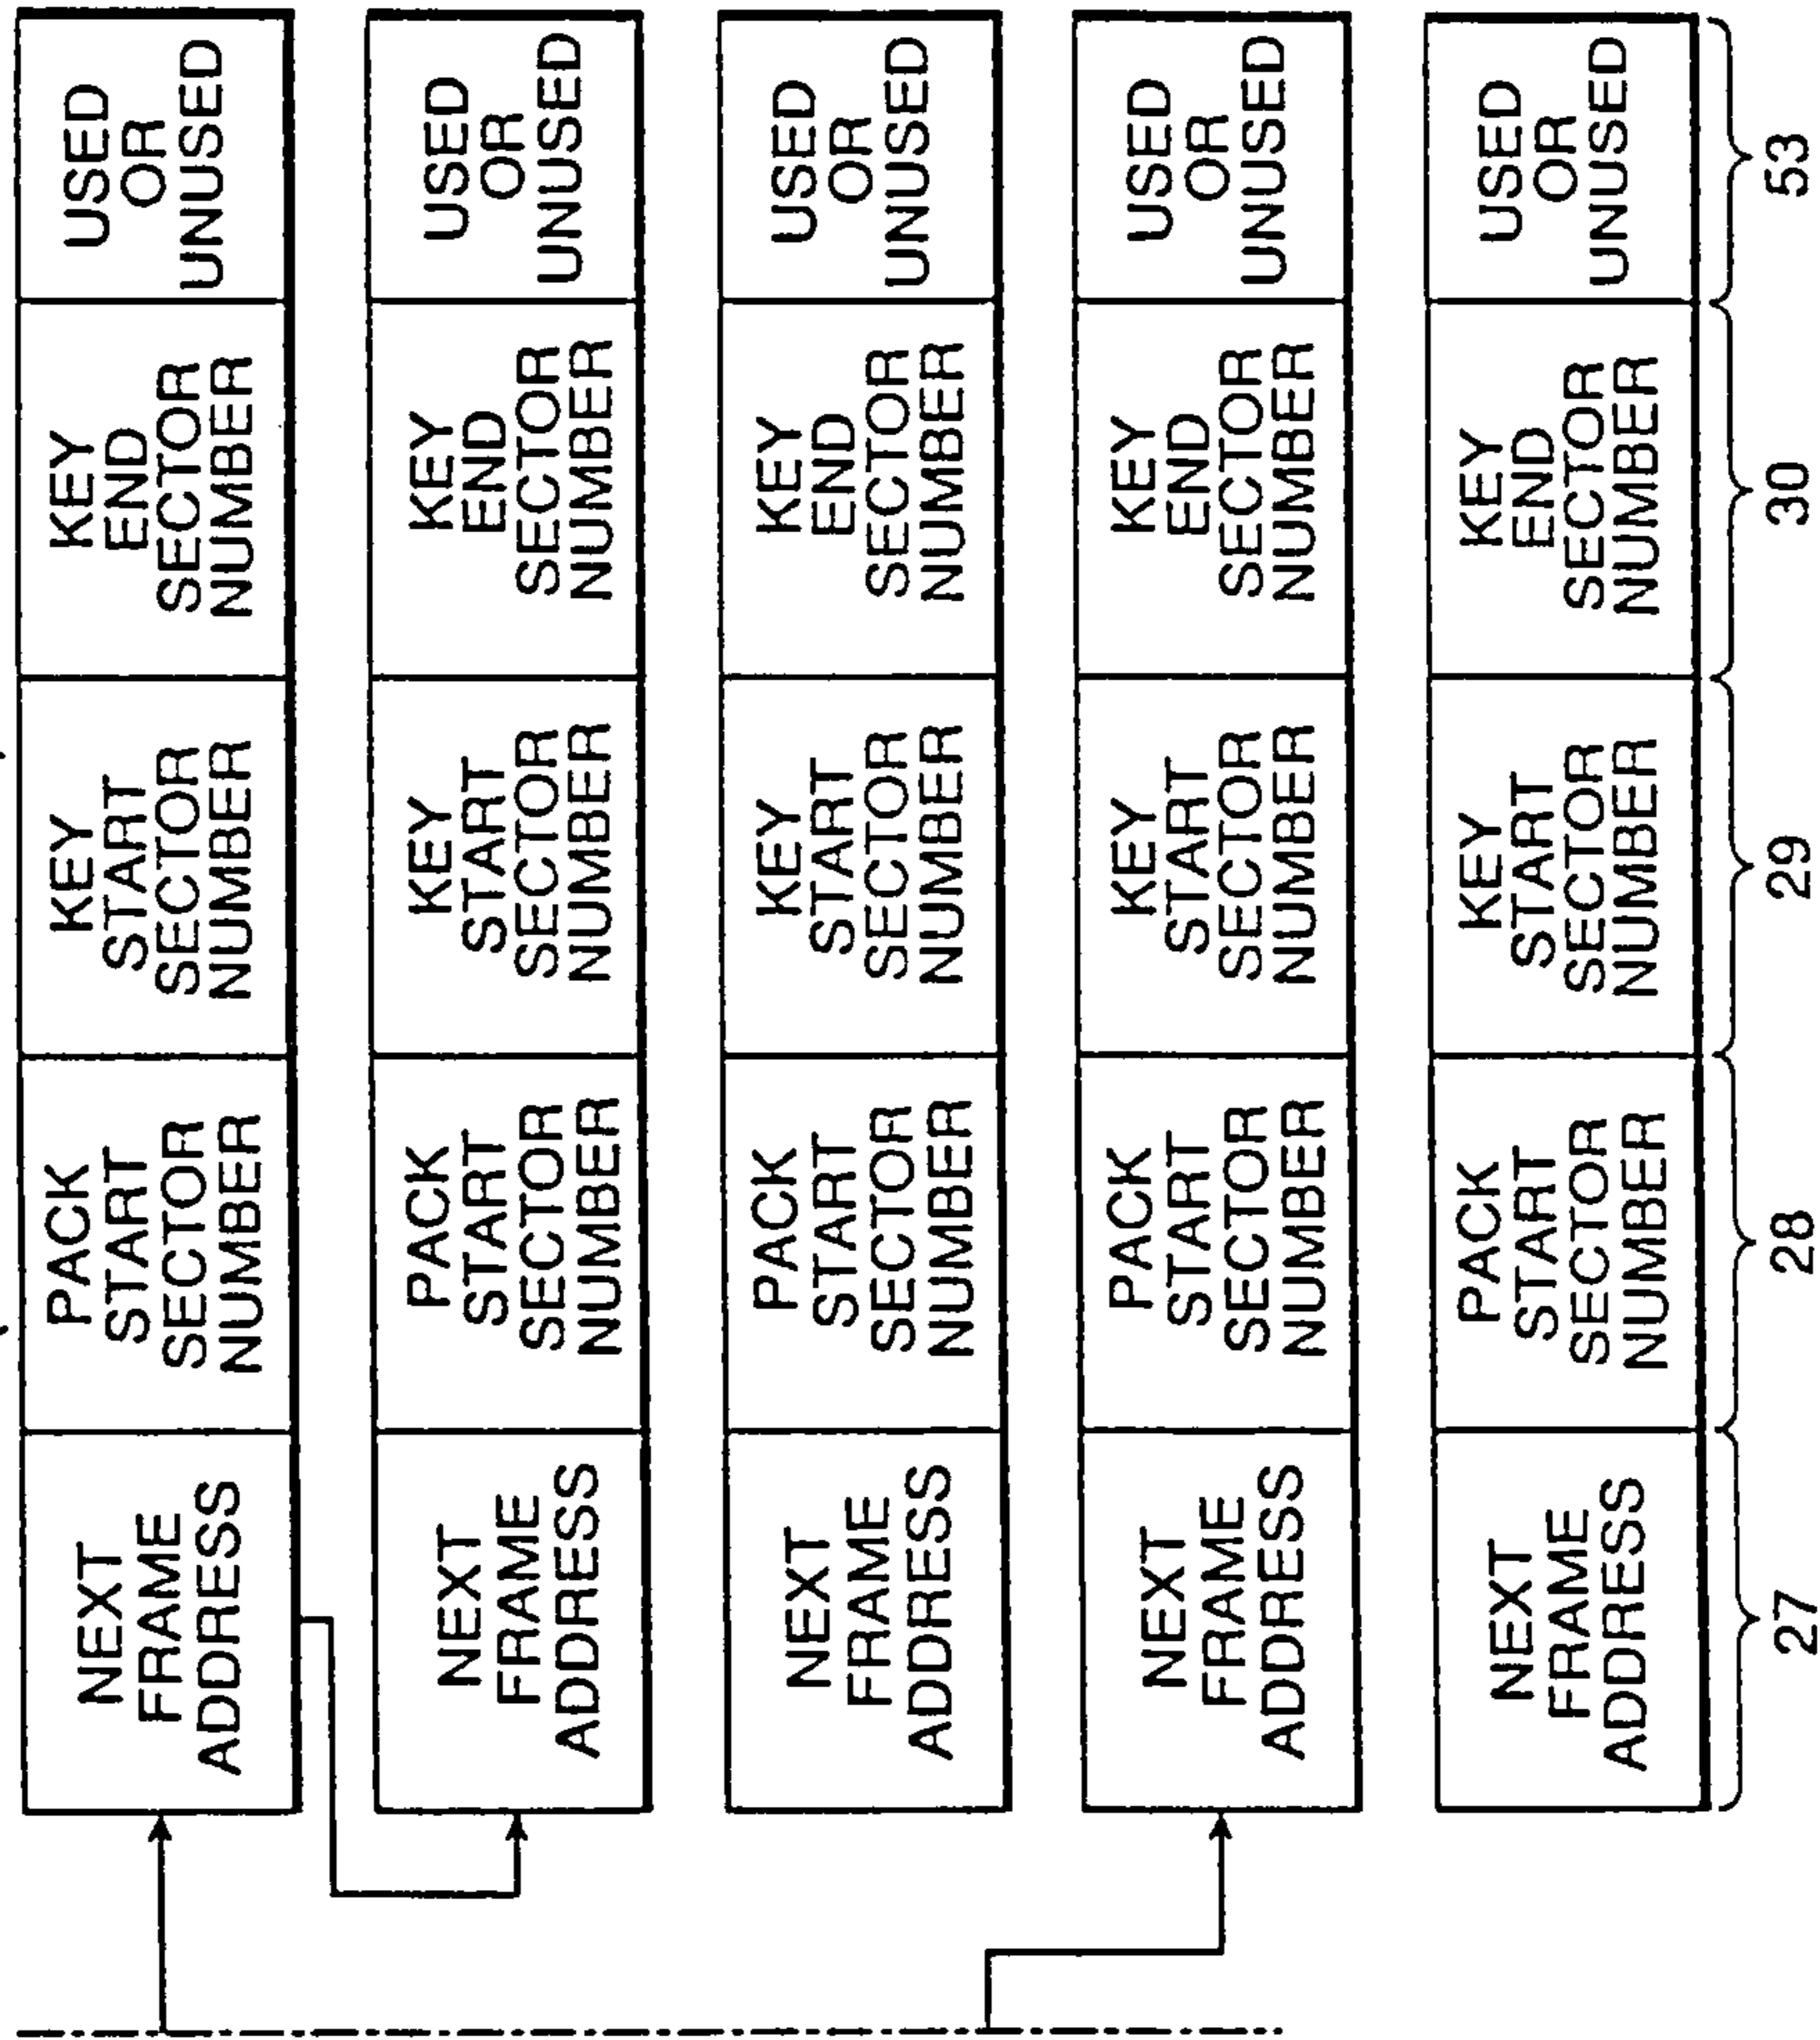 NEXT
FRAME
ADDRESS
PACK
START
SECTOR
NUMBER
KEY
START
SECTOR
NUMBER
KEY
END
SECTOR
NUMBER
USED
OR
UNUSED
NEXT
FRAME
ADDRESS
PACK
START
SECTOR
NUMBER
KEY
START
SECTOR
NUMBER
KEY
END
SECTOR
NUMBER
USED
OR
UNUSED
NEXT
FRAME
ADDRESS
PACK
START
SECTOR
NUMBER
KEY
START
SECTOR
NUMBER
KEY
END
SECTOR
NUMBER
USED
OR
UNUSED
NEXT
FRAME
ADDRESS
PACK
START
SECTOR
NUMBER
KEY
START
SECTOR
NUMBER
KEY
END
SECTOR
NUMBER
USED
OR
UNUSED
NEXT
FRAME
ADDRESS
PACK
START
SECTOR
NUMBER
KEY
START
SECTOR
NUMBER
KEY
END
SECTOR
NUMBER
USED
OR
UNUSED
27
28
29
30
53